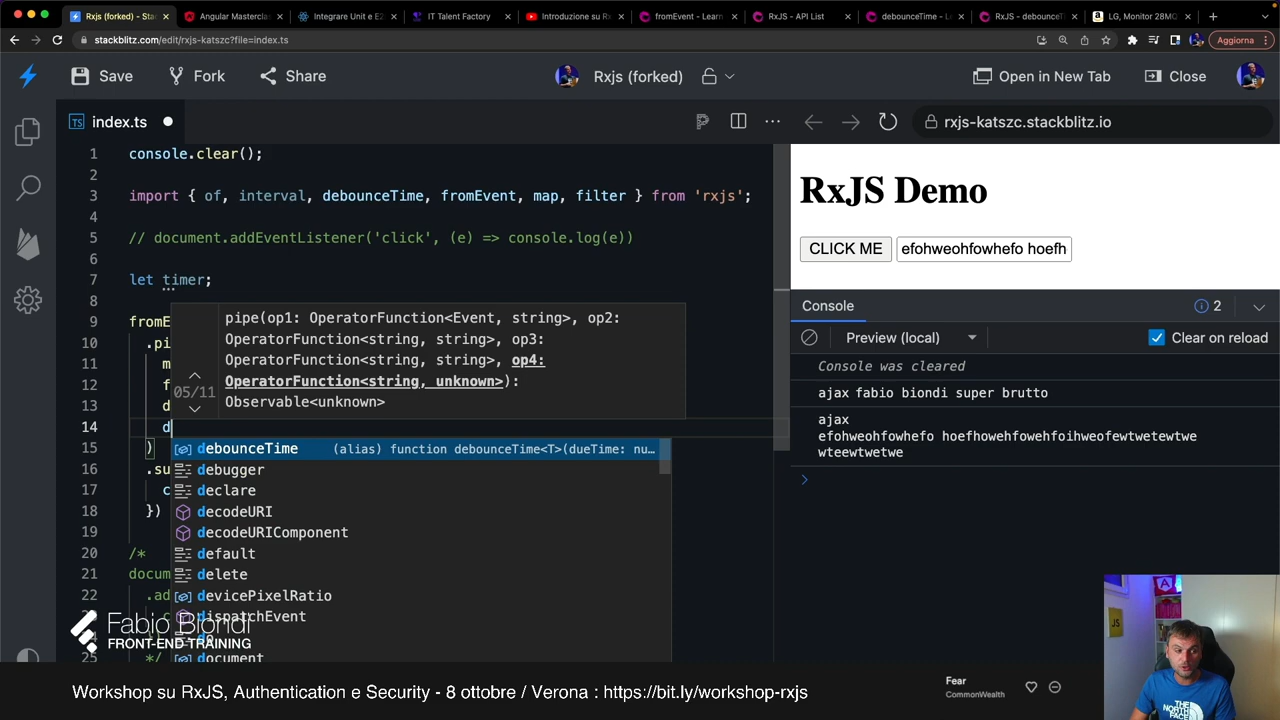 Rxjs (forked) - Stac
Angular Masterclas
Integrare Unit e E2
IT Talent Factory
Introduzione su Rx
fromEvent - Learn
RxJS - API List
debounceTime - L
RxJS - debounceT
LG, Monitor 28MQ
stackblitz.com/edit/rxjs-katszc?file=index.ts
Aggiorna
Save
Fork
Share
Rxjs (forked)
Open in New Tab
Close
TS index.ts
rxjs-katszc.stackblitz.io
1 console.clear();
2
3 import { of, interval, debounceTime, fromEvent, map, filter } from 'rxjs';
4
5 // document.addEventListener('click', (e) => console.log(e))
6
7 let timer;
8
9 fromE
10 .pi
11 m
12 f
13 d
14 d
15 )
16 .su
17 c
18 })
19
20 /*
21 docum
22 .ad
25 */
pipe(op1: OperatorFunction<Event, string>, op2:
OperatorFunction<string, string>, op3:
OperatorFunction<string, string>, op4:
OperatorFunction<string, unknown>):
Observable<unknown>
05/11
debounceTime (alias) function debounceTime<T>(dueTime: nu…
debugger
declare
decodeURI
decodeURIComponent
default
delete
devicePixelRatio
dispatchEvent
do
document
RxJS Demo
CLICK ME
efohweohfowhefo hoefh
Console
2
Preview (local)
Clear on reload
Console was cleared
ajax fabio biondi super brutto
ajax
efohweohfowhefo hoefhowehfowehfoihweofewtwetewtwe
wteewtwetwe
Fabio Biondi
FRONT-END TRAINING
Workshop su RxJS, Authentication e Security - 8 ottobre / Verona : https://bit.ly/workshop-rxjs
Fear
CommonWealth
JS
THE
NORTH
FACE